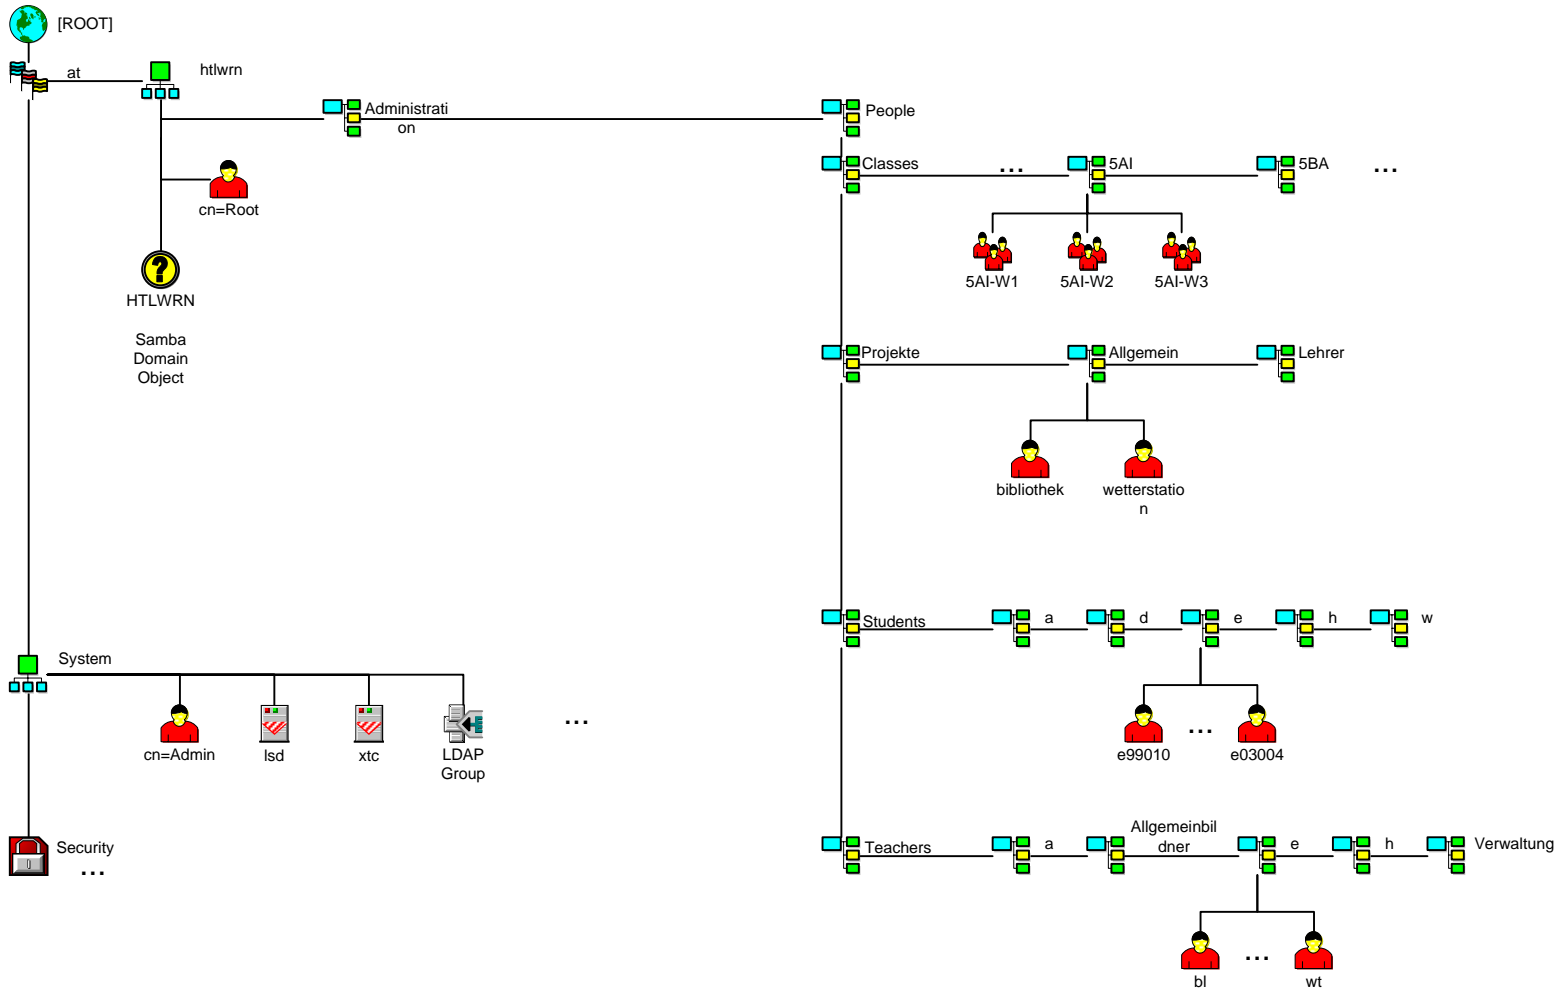 [ROOT]
at
htlwrn
Administrati
on
People
Classes
...
5AI
5BA
...
cn=Root
5AI-W1
5AI-W2
5AI-W3
HTLWRN
Samba
Domain
Object
Projekte
Allgemein
Lehrer
bibliothek
wetterstatio
n
Students
a
d
e
h
w
System
cn=Admin
lsd
xtc
LDAP
Group
...
e99010
...
e03004
Security
...
Teachers
a
Allgemeinbil
dner
e
h
Verwaltung
bl
...
wt